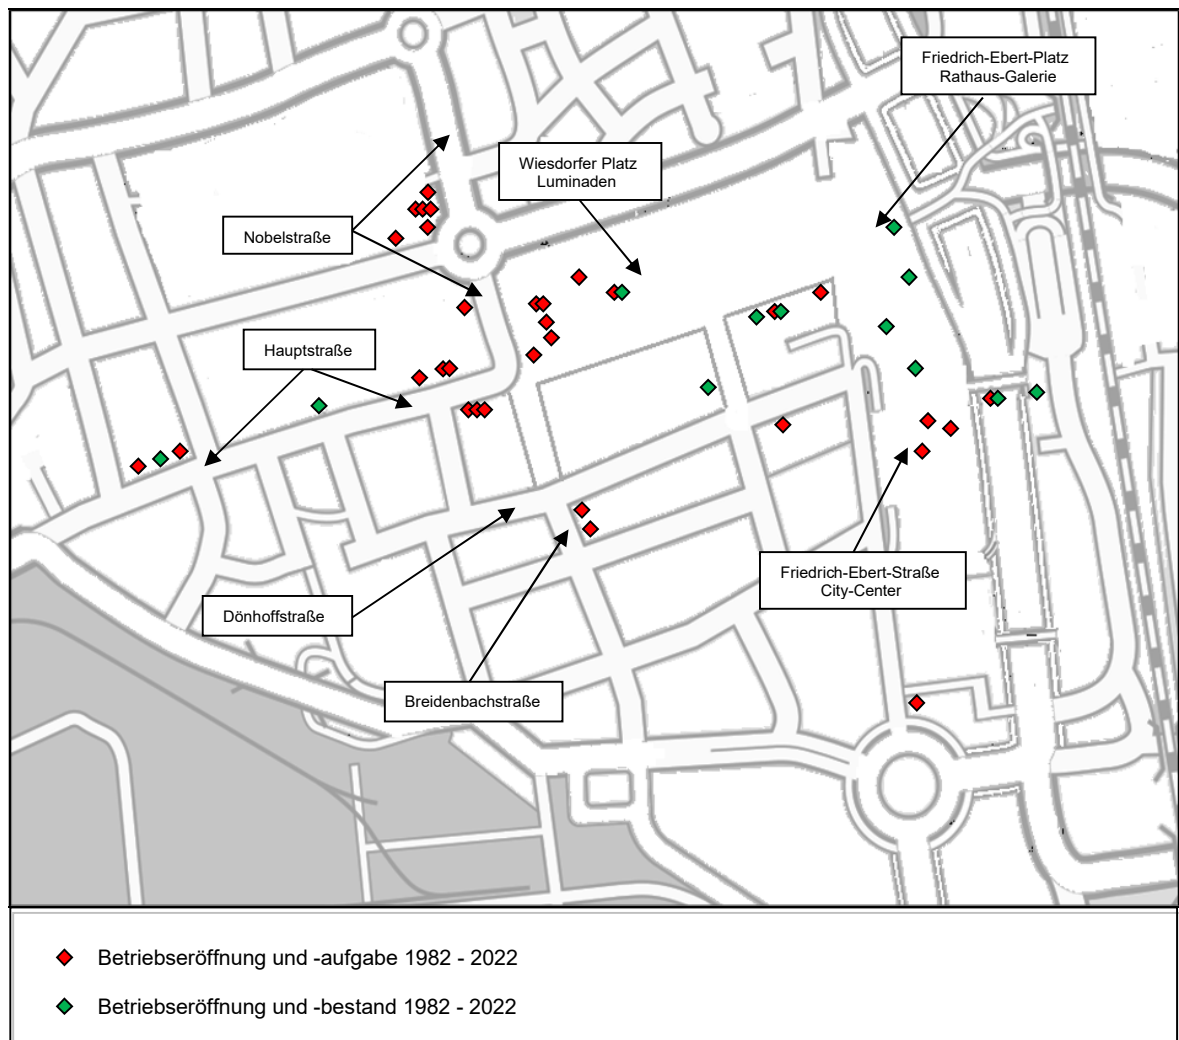 Friedrich-Ebert-Platz
Rathaus-Galerie
Wiesdorfer Platz
Luminaden
Nobelstraße
Hauptstraße
Friedrich-Ebert-Straße
City-Center
Dönhoffstraße
Breidenbachstraße
Betriebseröffnung und -aufgabe 1982 - 2022
Betriebseröffnung und -bestand 1982 - 2022